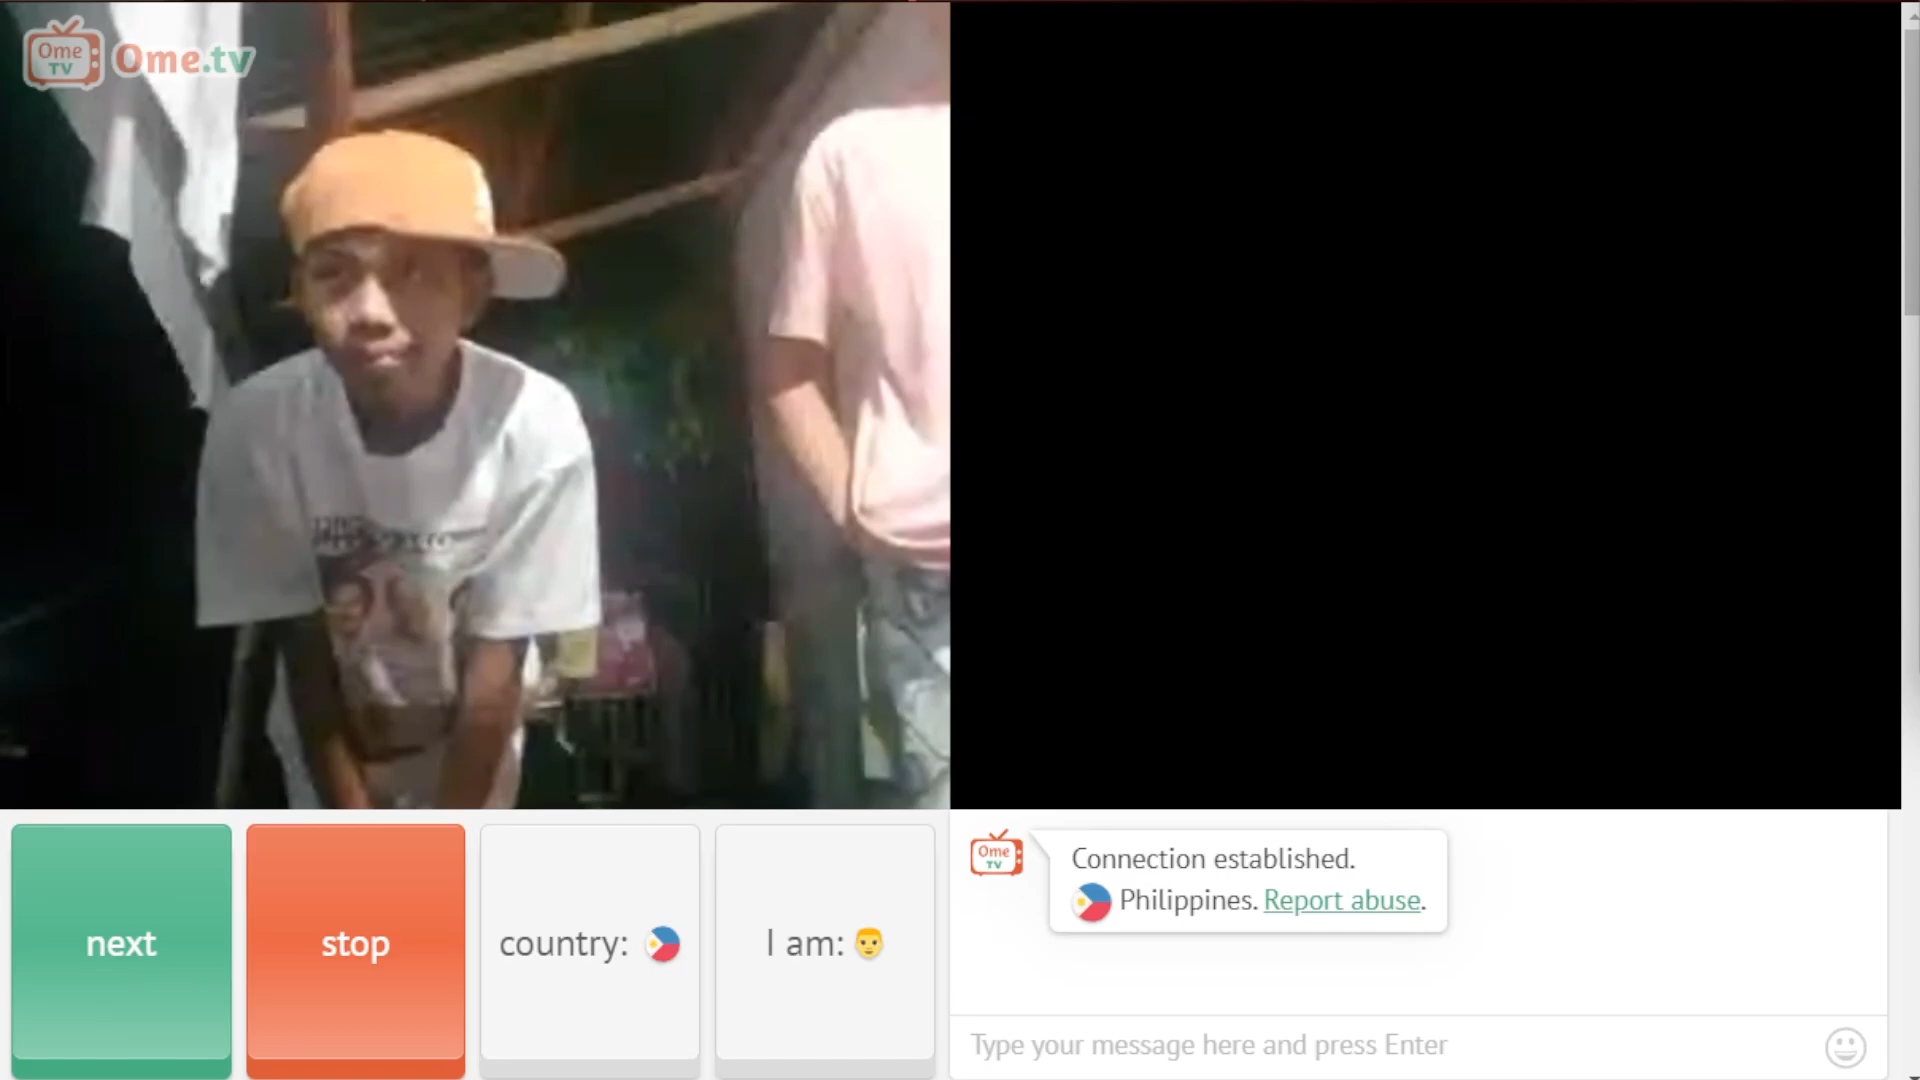 Ome
TV
Ome.tv
next
stop
country:
I am:
Ome
TV
Connection established.
Philippines. Report abuse.
Type your message here and press Enter